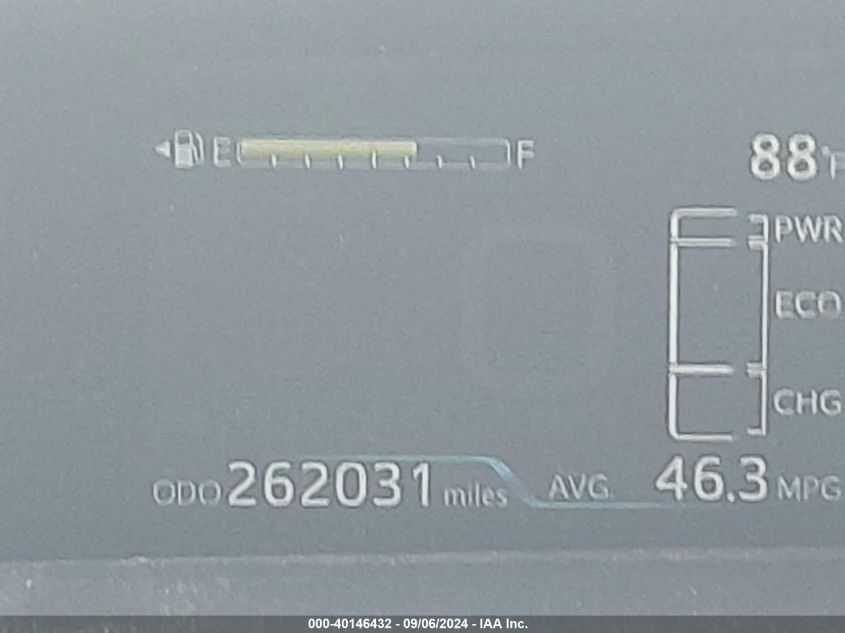 E F 88°F
PWR
ECO
CHG
ODO 262031 miles AVG 46.3 MPG
000-40146432 - 09/06/2024 - IAA Inc.